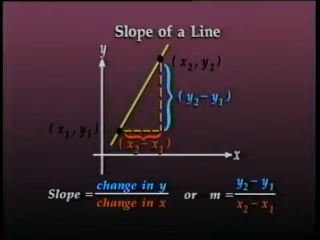 Slope of a Line
y
(x₂, y₂)
(y₂ – y₁)
(x₁, y₁)
(x₂ – x₁)
x
Slope = change in y / change in x or m = y₂ – y₁ / x₂ – x₁